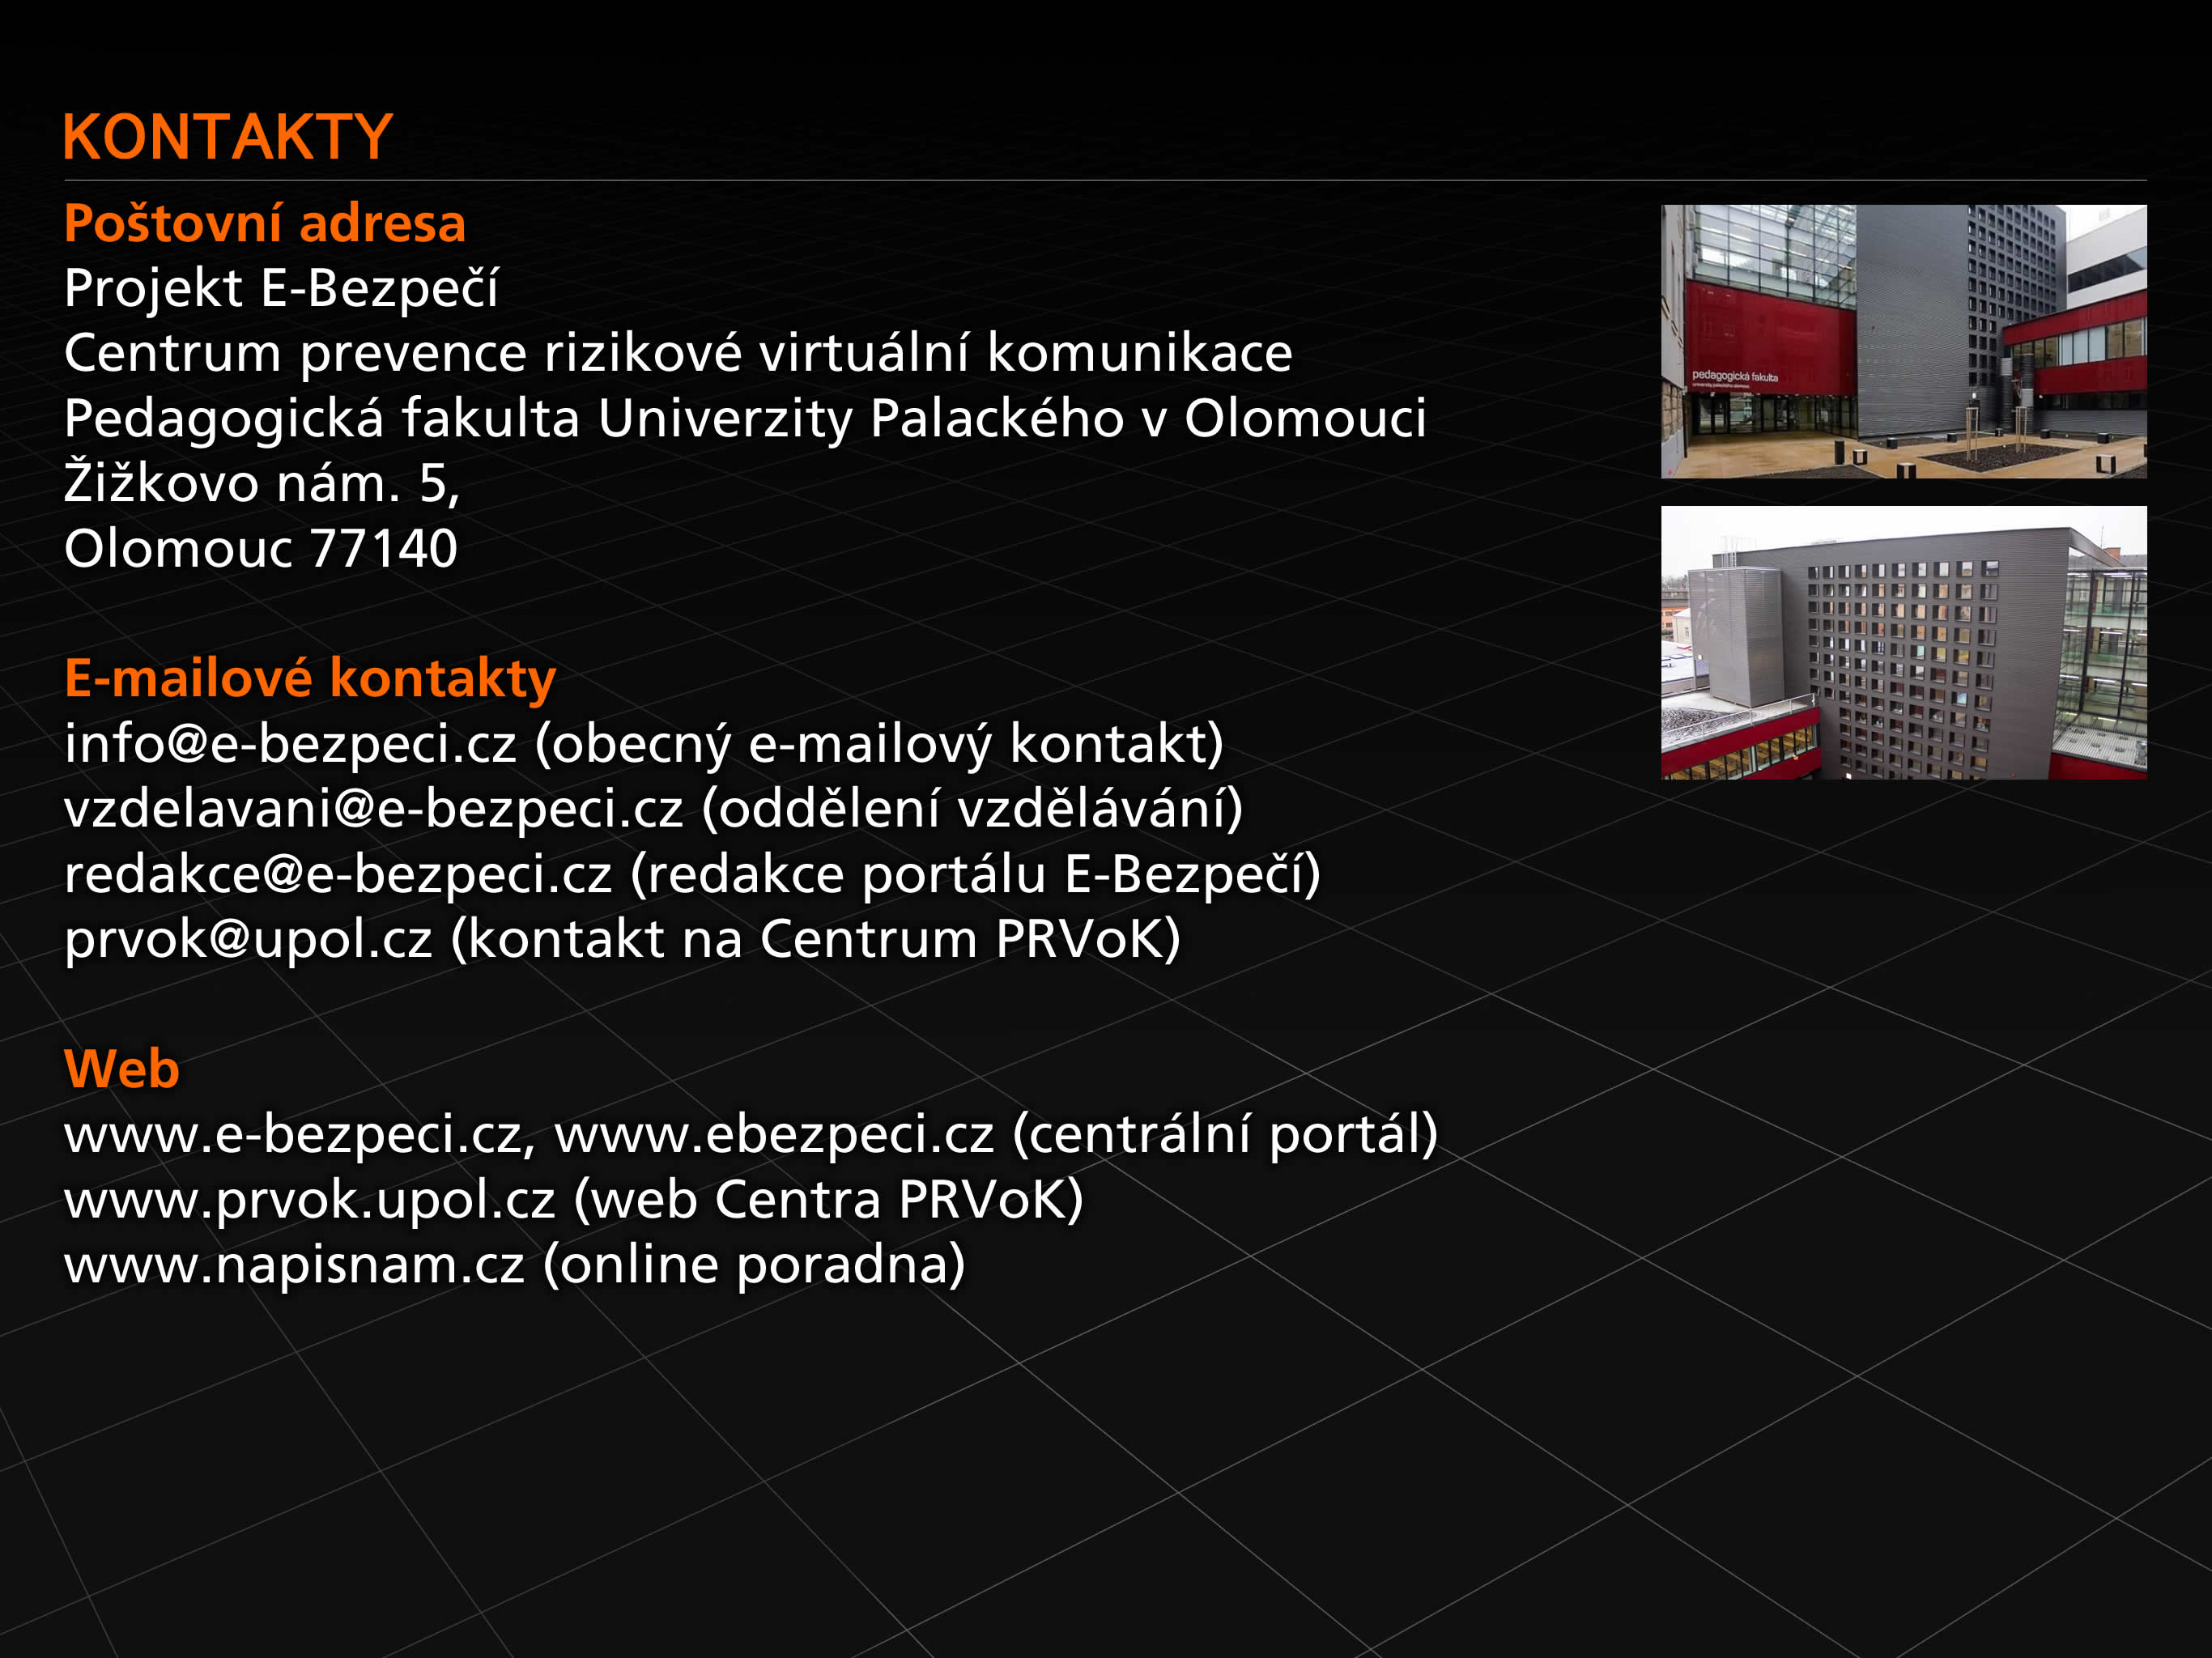 KONTAKTY
Poštovní adresa
Projekt E-Bezpečí
Centrum prevence rizikové virtuální komunikace
Pedagogická fakulta Univerzity Palackého v Olomouci
Žižkovo nám. 5,
Olomouc 77140
pedagogická fakulta
univerzity palackého olomouc
E-mailové kontakty
info@e-bezpeci.cz (obecný e-mailový kontakt)
vzdelavani@e-bezpeci.cz (oddělení vzdělávání)
redakce@e-bezpeci.cz (redakce portálu E-Bezpečí)
prvok@upol.cz (kontakt na Centrum PRVoK)
Web
www.e-bezpeci.cz, www.ebezpeci.cz (centrální portál)
www.prvok.upol.cz (web Centra PRVoK)
www.napisnam.cz (online poradna)